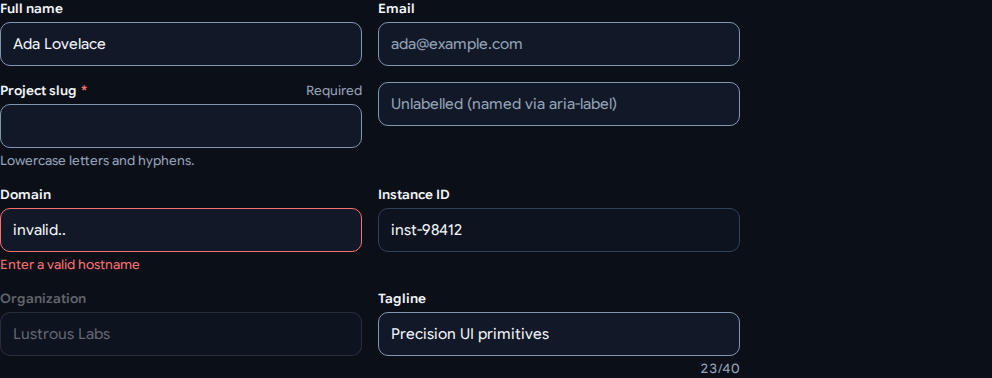 Full name
Ada Lovelace
Email
ada@example.com
Project slug *
Required
Lowercase letters and hyphens.
Unlabelled (named via aria-label)
Domain
invalid..
Enter a valid hostname
Instance ID
inst-98412
Organization
Lustrous Labs
Tagline
Precision UI primitives
23/40